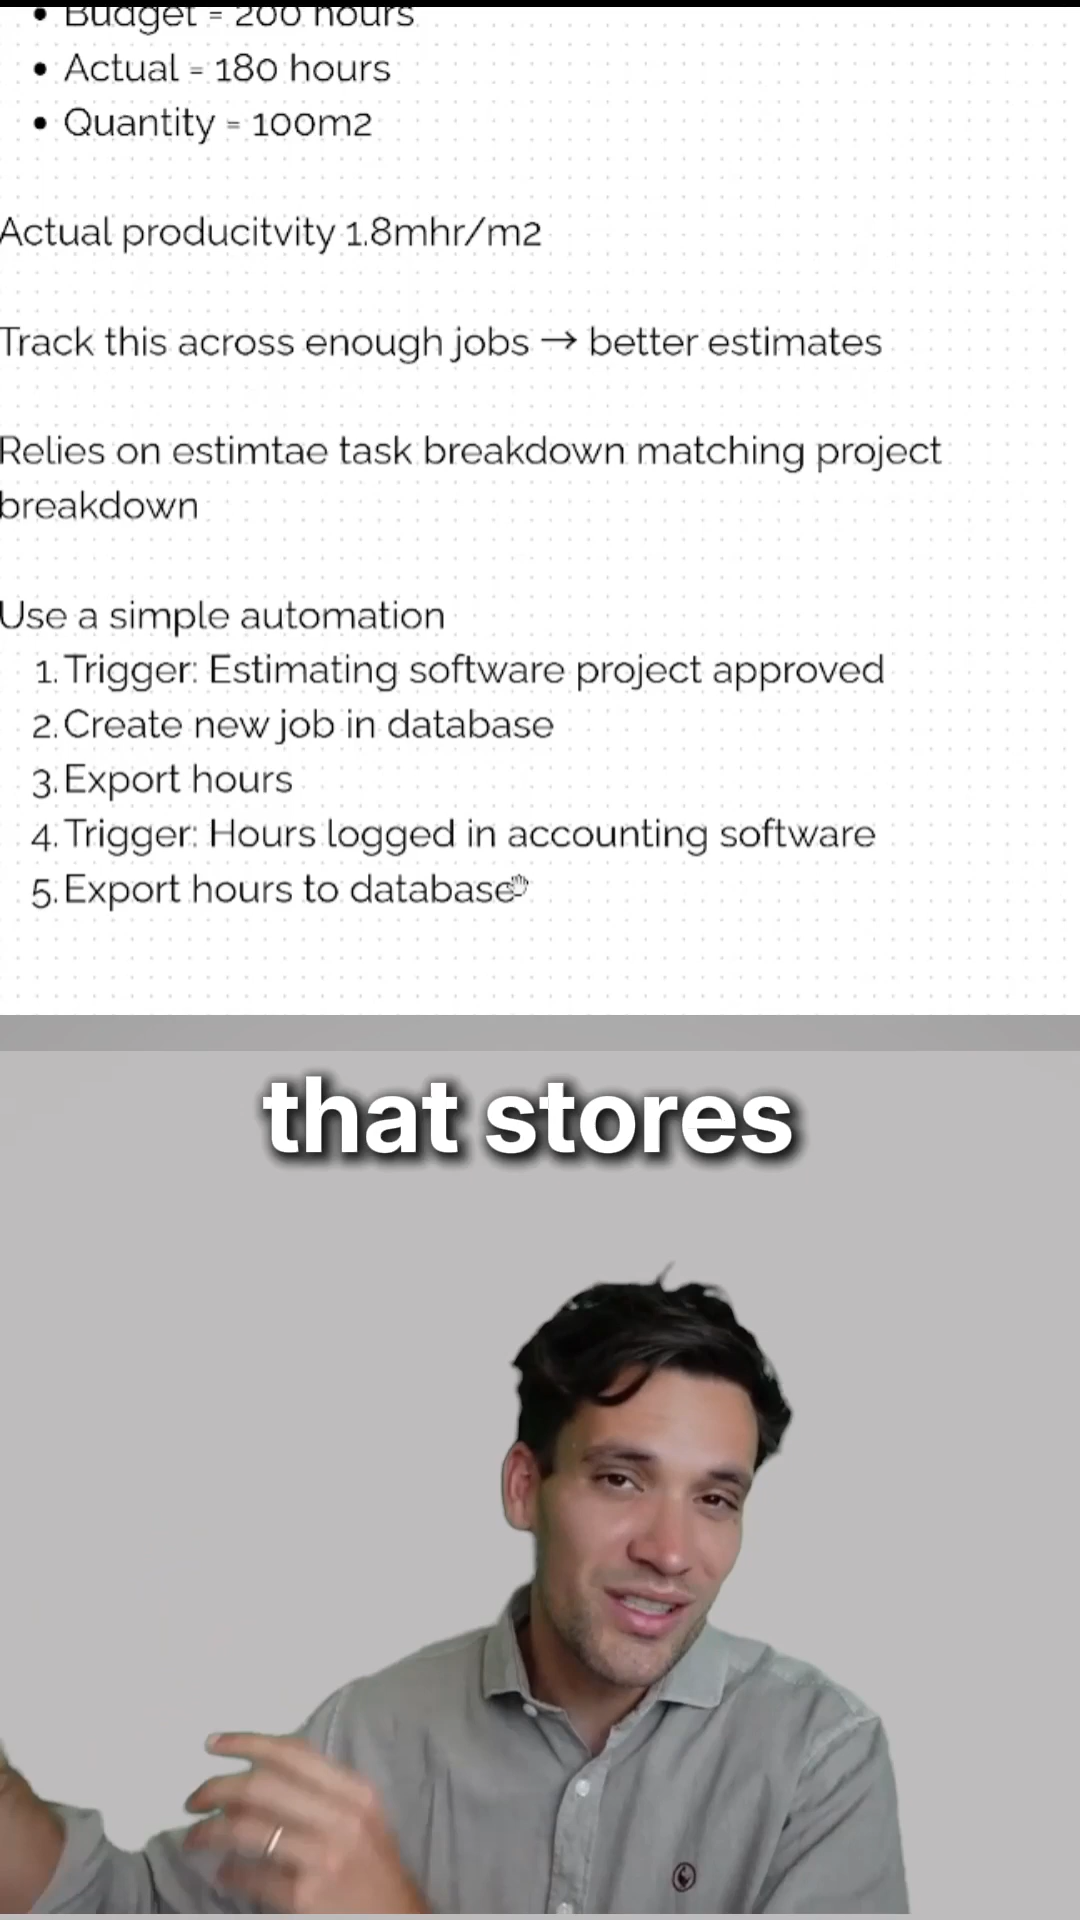 • Budget = 200 hours
• Actual = 180 hours
• Quantity = 100m2
Actual producitvity 1.8mhr/m2
Track this across enough jobs → better estimates
Relies on estimtae task breakdown matching project
breakdown
Use a simple automation
1. Trigger: Estimating software project approved
2. Create new job in database
3. Export hours
4. Trigger: Hours logged in accounting software
5. Export hours to database
that stores